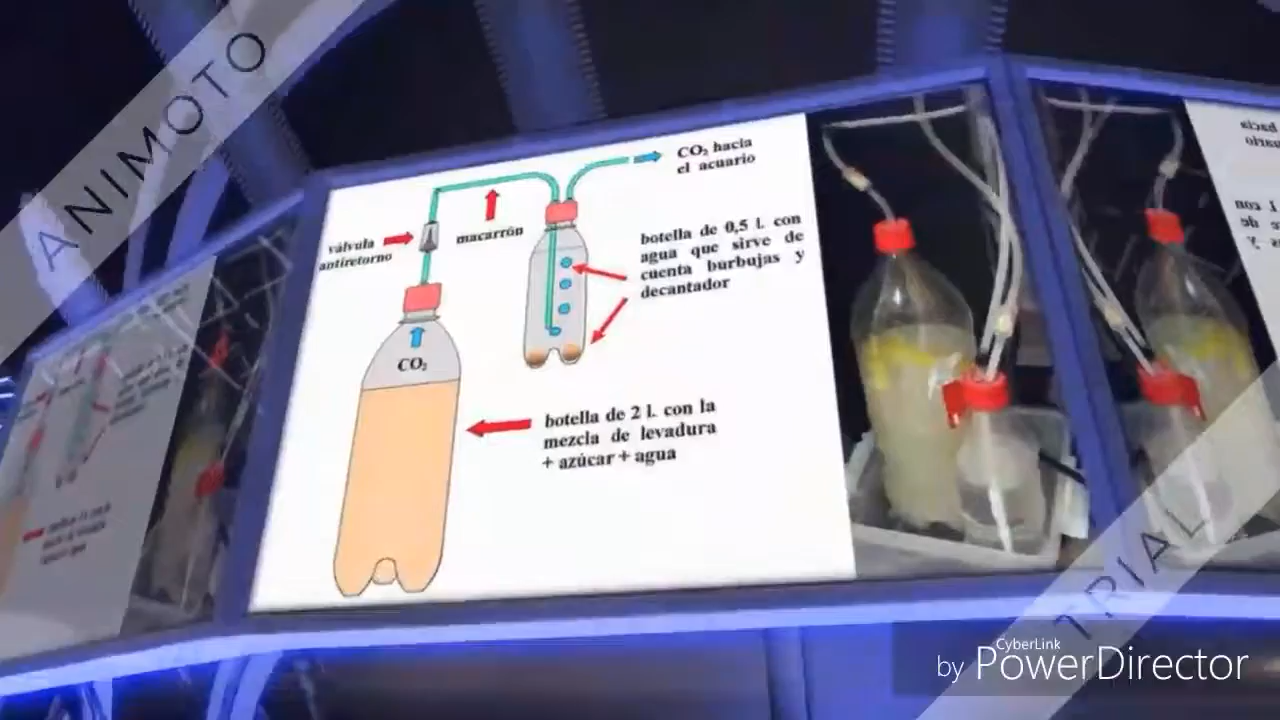 ANIMOTO
CO₂ hacia
el acuario
válvula
antiretorno
macarrón
botella de 0,5 l. con
agua que sirve de
cuenta burbujas y
decantador
CO₂
botella de 2 l. con la
mezcla de levadura
+ azúcar + agua
TRIAL
CyberLink
by PowerDirector